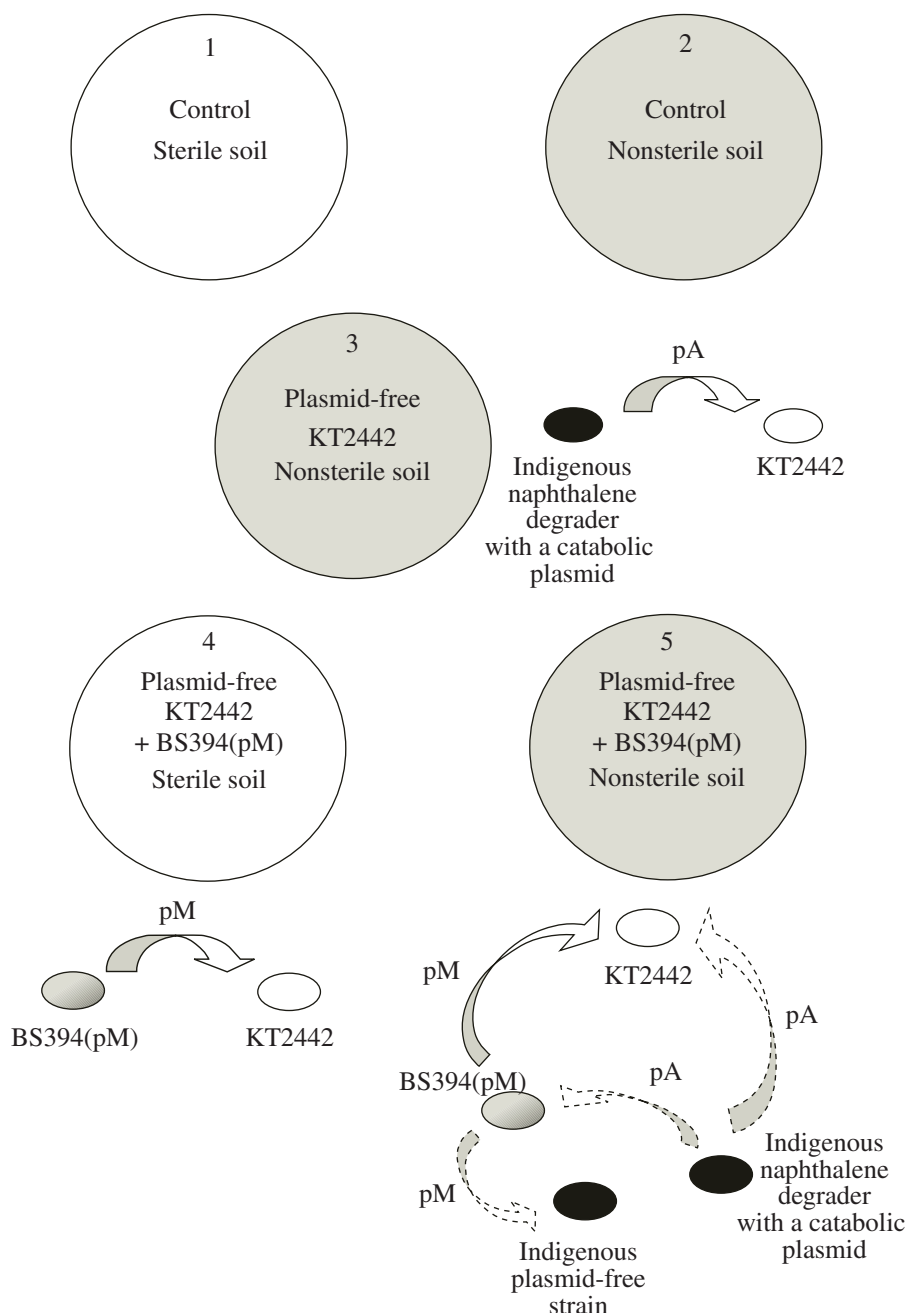 1
Control
Sterile soil
2
Control
Nonsterile soil
3
Plasmid-free
KT2442
Nonsterile soil
pA
Indigenous
naphthalene
degrader
with a catabolic
plasmid
KT2442
4
Plasmid-free
KT2442
+ BS394(pM)
Sterile soil
5
Plasmid-free
KT2442
+ BS394(pM)
Nonsterile soil
pM
BS394(pM)
KT2442
KT2442
pM
pA
BS394(pM)
pA
pM
Indigenous
plasmid-free
strain
Indigenous
naphthalene
degrader
with a catabolic
plasmid